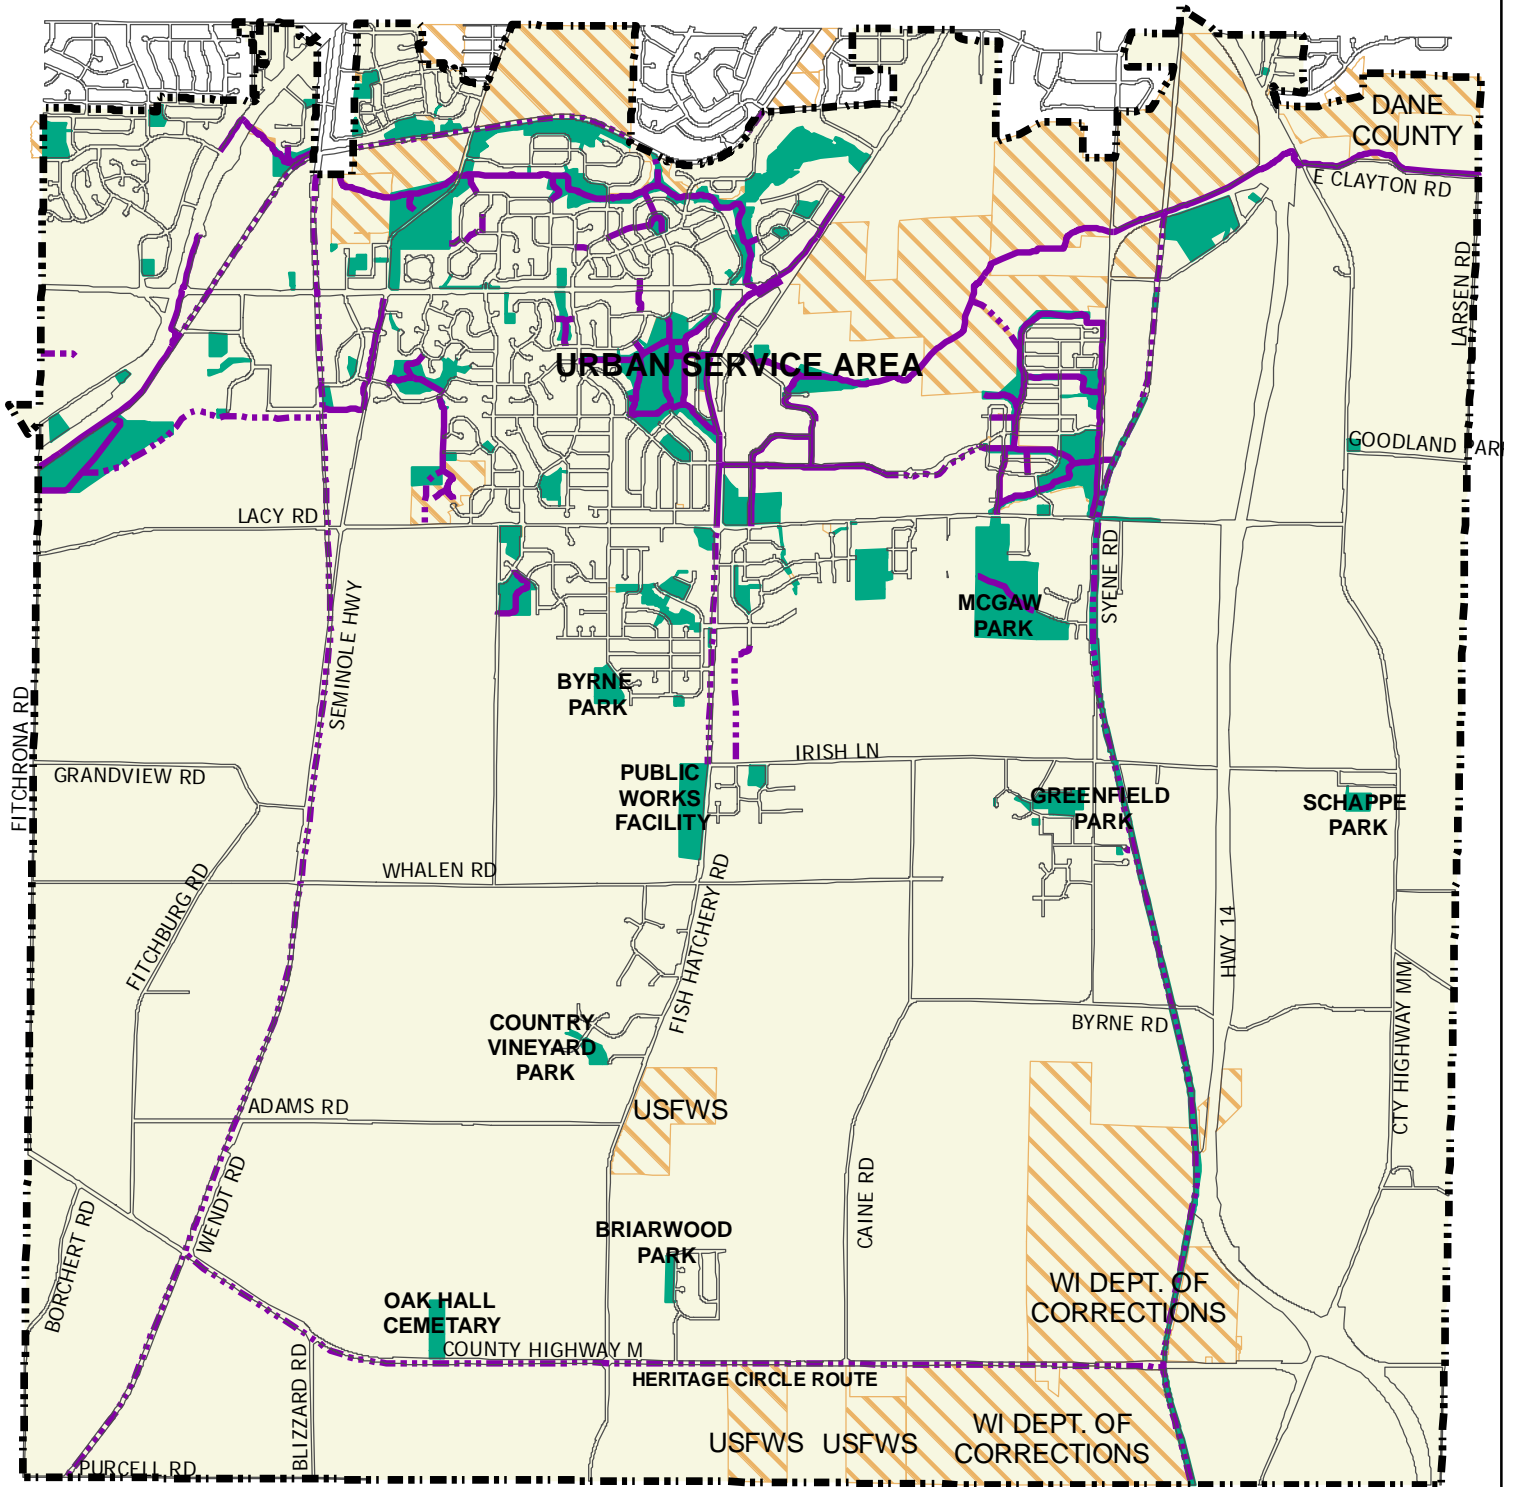 DANE
COUNTY
E CLAYTON RD
LARSEN RD
URBAN SERVICE AREA
GOODLAND PAR
LACY RD
SEMINOLE HWY
SYENE RD
MCGAW
PARK
BYRNE
PARK
FITCHRONA RD
IRISH LN
GRANDVIEW RD
PUBLIC
WORKS
FACILITY
GREENFIELD
PARK
SCHAPPE
PARK
WHALEN RD
FITCHBURG RD
FISH HATCHERY RD
HWY 14
COUNTRY
VINEYARD
PARK
BYRNE RD
CTY HIGHWAY MM
USFWS
ADAMS RD
WENDT RD
CAINE RD
BORCHERT RD
BRIARWOOD
PARK
WI DEPT. OF
CORRECTIONS
OAK HALL
CEMETARY
COUNTY HIGHWAY M
HERITAGE CIRCLE ROUTE
BLIZZARD RD
USFWS
USFWS
WI DEPT. OF
CORRECTIONS
PURCELL RD